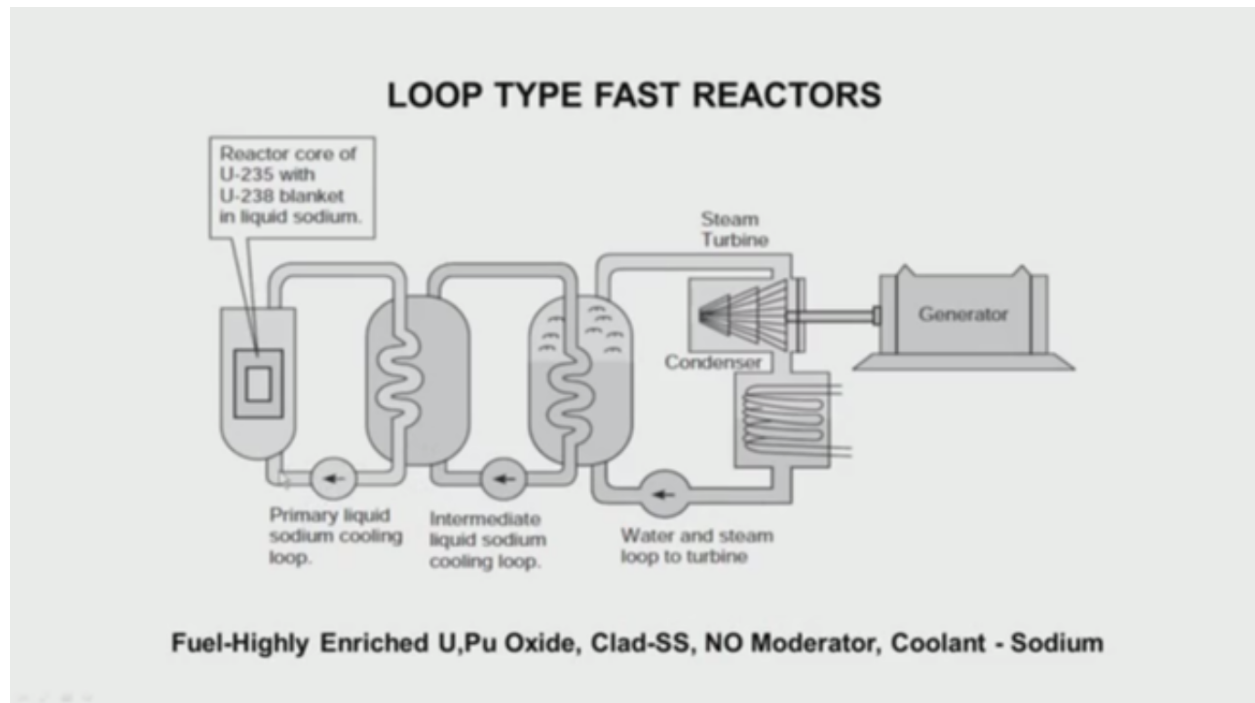 LOOP TYPE FAST REACTORS
Reactor core of
U-235 with
U-238 blanket
in liquid sodium.
Steam
Turbine
Generator
Condenser
Primary liquid
sodium cooling
loop.
Intermediate
liquid sodium
cooling loop.
Water and steam
loop to turbine
Fuel-Highly Enriched U,Pu Oxide, Clad-SS, NO Moderator, Coolant - Sodium